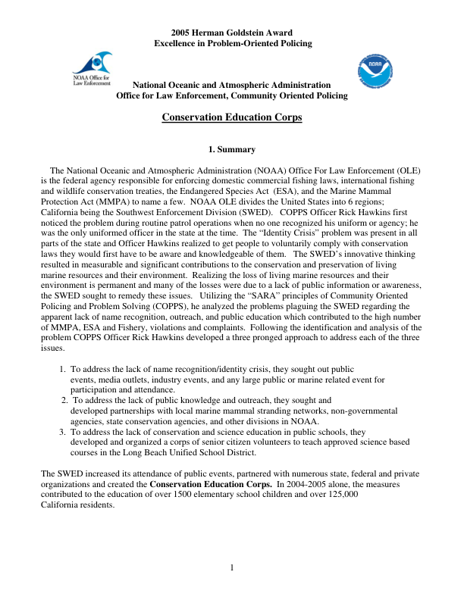 2005 Herman Goldstein Award
Excellence in Problem-Oriented Policing
NOAA Office for
Law Enforcement
NOAA
National Oceanic and Atmospheric Administration
Office for Law Enforcement, Community Oriented Policing
Conservation Education Corps
1. Summary
The National Oceanic and Atmospheric Administration (NOAA) Office For Law Enforcement (OLE)
is the federal agency responsible for enforcing domestic commercial fishing laws, international fishing
and wildlife conservation treaties, the Endangered Species Act (ESA), and the Marine Mammal
Protection Act (MMPA) to name a few. NOAA OLE divides the United States into 6 regions;
California being the Southwest Enforcement Division (SWED). COPPS Officer Rick Hawkins first
noticed the problem during routine patrol operations when no one recognized his uniform or agency; he
was the only uniformed officer in the state at the time. The “Identity Crisis” problem was present in all
parts of the state and Officer Hawkins realized to get people to voluntarily comply with conservation
laws they would first have to be aware and knowledgeable of them. The SWED’s innovative thinking
resulted in measurable and significant contributions to the conservation and preservation of living
marine resources and their environment. Realizing the loss of living marine resources and their
environment is permanent and many of the losses were due to a lack of public information or awareness,
the SWED sought to remedy these issues. Utilizing the “SARA” principles of Community Oriented
Policing and Problem Solving (COPPS), he analyzed the problems plaguing the SWED regarding the
apparent lack of name recognition, outreach, and public education which contributed to the high number
of MMPA, ESA and Fishery, violations and complaints. Following the identification and analysis of the
problem COPPS Officer Rick Hawkins developed a three pronged approach to address each of the three
issues.
1. To address the lack of name recognition/identity crisis, they sought out public
events, media outlets, industry events, and any large public or marine related event for
participation and attendance.
2. To address the lack of public knowledge and outreach, they sought and
developed partnerships with local marine mammal stranding networks, non-governmental
agencies, state conservation agencies, and other divisions in NOAA.
3. To address the lack of conservation and science education in public schools, they
developed and organized a corps of senior citizen volunteers to teach approved science based
courses in the Long Beach Unified School District.
The SWED increased its attendance of public events, partnered with numerous state, federal and private
organizations and created the Conservation Education Corps. In 2004-2005 alone, the measures
contributed to the education of over 1500 elementary school children and over 125,000
California residents.
1